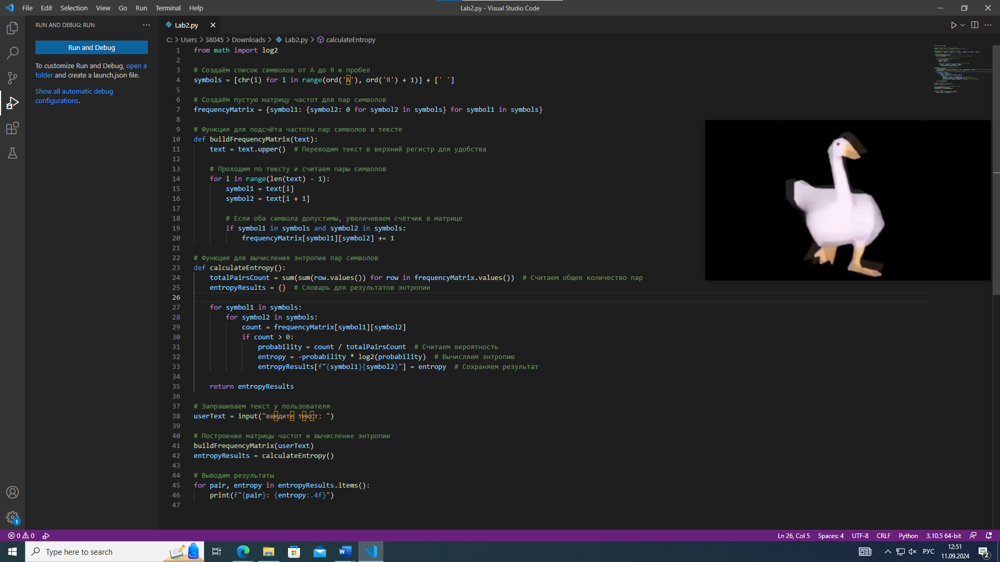 File Edit Selection View Go Run Terminal Help
Lab2.py - Visual Studio Code
RUN AND DEBUG: RUN
Run and Debug
To customize Run and Debug, open a
folder and create a launch.json file.
Show all automatic debug
configurations.
Lab2.py
C: > Users > 38045 > Downloads > Lab2.py > calculateEntropy
1 from math import log2
2
3 # Создаём список символов от А до Я и пробел
4 symbols = [chr(i) for i in range(ord('А'), ord('Я') + 1)] + [' ']
5
6 # Создаём пустую матрицу частот для пар символов
7 frequencyMatrix = {symbol1: {symbol2: 0 for symbol2 in symbols} for symbol1 in symbols}
8
9 # Функция для подсчёта частоты пар символов в тексте
10 def buildFrequencyMatrix(text):
11 text = text.upper() # Переводим текст в верхний регистр для удобства
12
13 # Проходим по тексту и считаем пары символов
14 for i in range(len(text) - 1):
15 symbol1 = text[i]
16 symbol2 = text[i + 1]
17
18 # Если оба символа допустимы, увеличиваем счётчик в матрице
19 if symbol1 in symbols and symbol2 in symbols:
20 frequencyMatrix[symbol1][symbol2] += 1
21
22 # Функция для вычисления энтропии пар символов
23 def calculateEntropy():
24 totalPairsCount = sum(sum(row.values()) for row in frequencyMatrix.values()) # Считаем общее количество пар
25 entropyResults = {} # Словарь для результатов энтропии
26
27 for symbol1 in symbols:
28 for symbol2 in symbols:
29 count = frequencyMatrix[symbol1][symbol2]
30 if count > 0:
31 probability = count / totalPairsCount # Считаем вероятность
32 entropy = -probability * log2(probability) # Вычисляем энтропию
33 entropyResults[f"{symbol1}{symbol2}"] = entropy # Сохраняем результат
34
35 return entropyResults
36
37 # Запрашиваем текст у пользователя
38 userText = input("введите текст: ")
39
40 # Построение матрицы частот и вычисление энтропии
41 buildFrequencyMatrix(userText)
42 entropyResults = calculateEntropy()
43
44 # Выводим результаты
45 for pair, entropy in entropyResults.items():
46 print(f"{pair}: {entropy:.4f}")
47
1
0 0 Ln 26, Col 5 Spaces: 4 UTF-8 CRLF Python 3.10.5 64-bit
Type here to search
W
РУС
12:51
11.09.2024
2